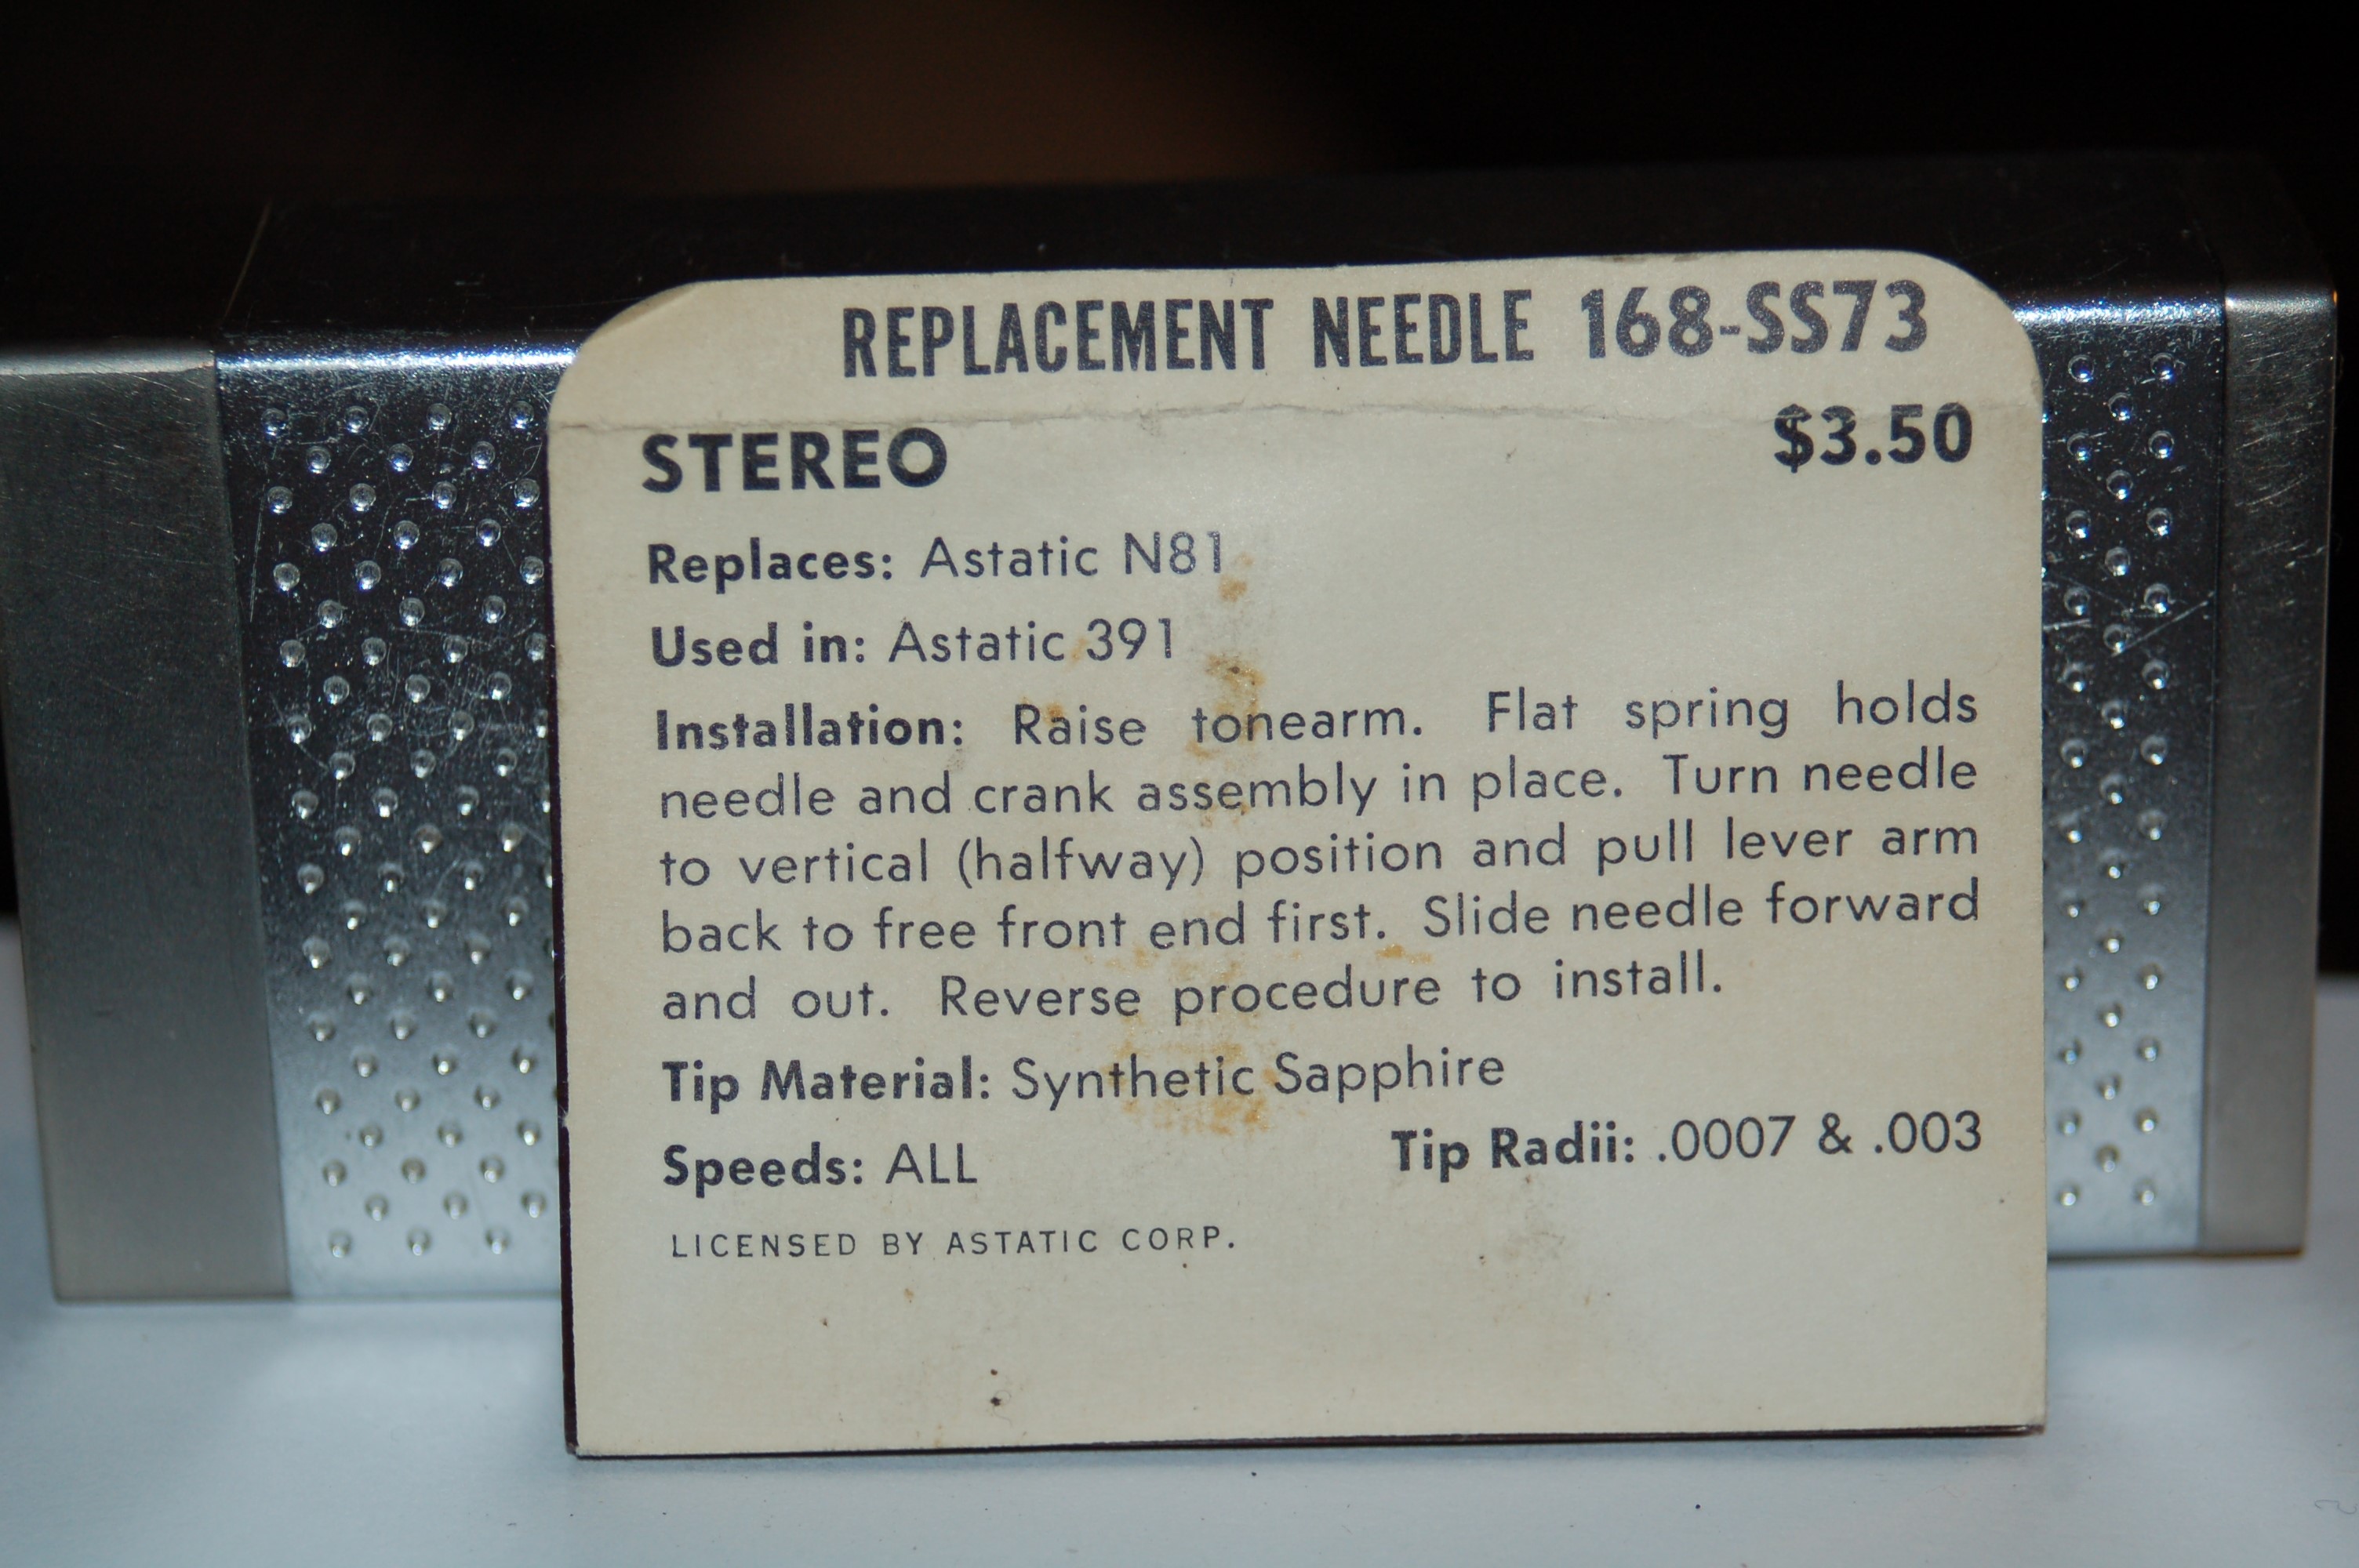 REPLACEMENT NEEDLE 168-SS73
STEREO $3.50
Replaces: Astatic N81
Used in: Astatic 391
Installation: Raise tonearm. Flat spring holds
needle and crank assembly in place. Turn needle
to vertical (halfway) position and pull lever arm
back to free front end first. Slide needle forward
and out. Reverse procedure to install.
Tip Material: Synthetic Sapphire
Speeds: ALL Tip Radii: .0007 & .003
LICENSED BY ASTATIC CORP.